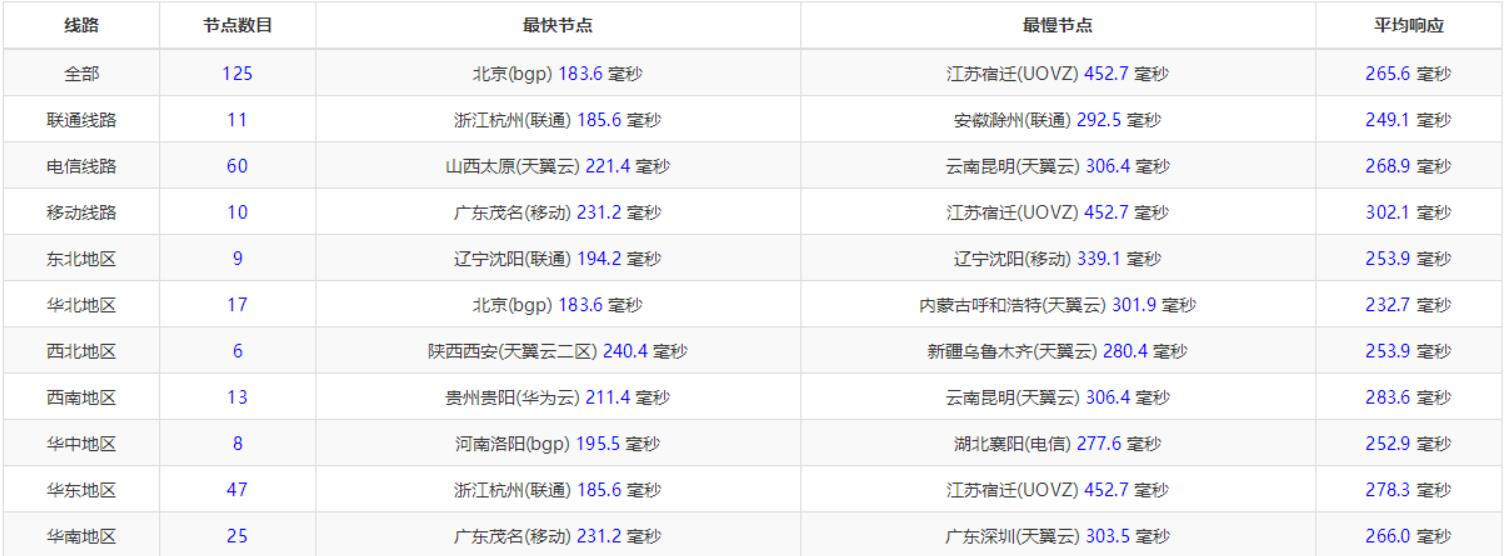 线路 节点数目 最快节点 最慢节点 平均响应
全部 125 北京(bgp) 183.6 毫秒 江苏宿迁(UOVZ) 452.7 毫秒 265.6 毫秒
联通线路 11 浙江杭州(联通) 185.6 毫秒 安徽滁州(联通) 292.5 毫秒 249.1 毫秒
电信线路 60 山西太原(天翼云) 221.4 毫秒 云南昆明(天翼云) 306.4 毫秒 268.9 毫秒
移动线路 10 广东茂名(移动) 231.2 毫秒 江苏宿迁(UOVZ) 452.7 毫秒 302.1 毫秒
东北地区 9 辽宁沈阳(联通) 194.2 毫秒 辽宁沈阳(移动) 339.1 毫秒 253.9 毫秒
华北地区 17 北京(bgp) 183.6 毫秒 内蒙古呼和浩特(天翼云) 301.9 毫秒 232.7 毫秒
西北地区 6 陕西西安(天翼云二区) 240.4 毫秒 新疆乌鲁木齐(天翼云) 280.4 毫秒 253.9 毫秒
西南地区 13 贵州贵阳(华为云) 211.4 毫秒 云南昆明(天翼云) 306.4 毫秒 283.6 毫秒
华中地区 8 河南洛阳(bgp) 195.5 毫秒 湖北襄阳(电信) 277.6 毫秒 252.9 毫秒
华东地区 47 浙江杭州(联通) 185.6 毫秒 江苏宿迁(UOVZ) 452.7 毫秒 278.3 毫秒
华南地区 25 广东茂名(移动) 231.2 毫秒 广东深圳(天翼云) 303.5 毫秒 266.0 毫秒